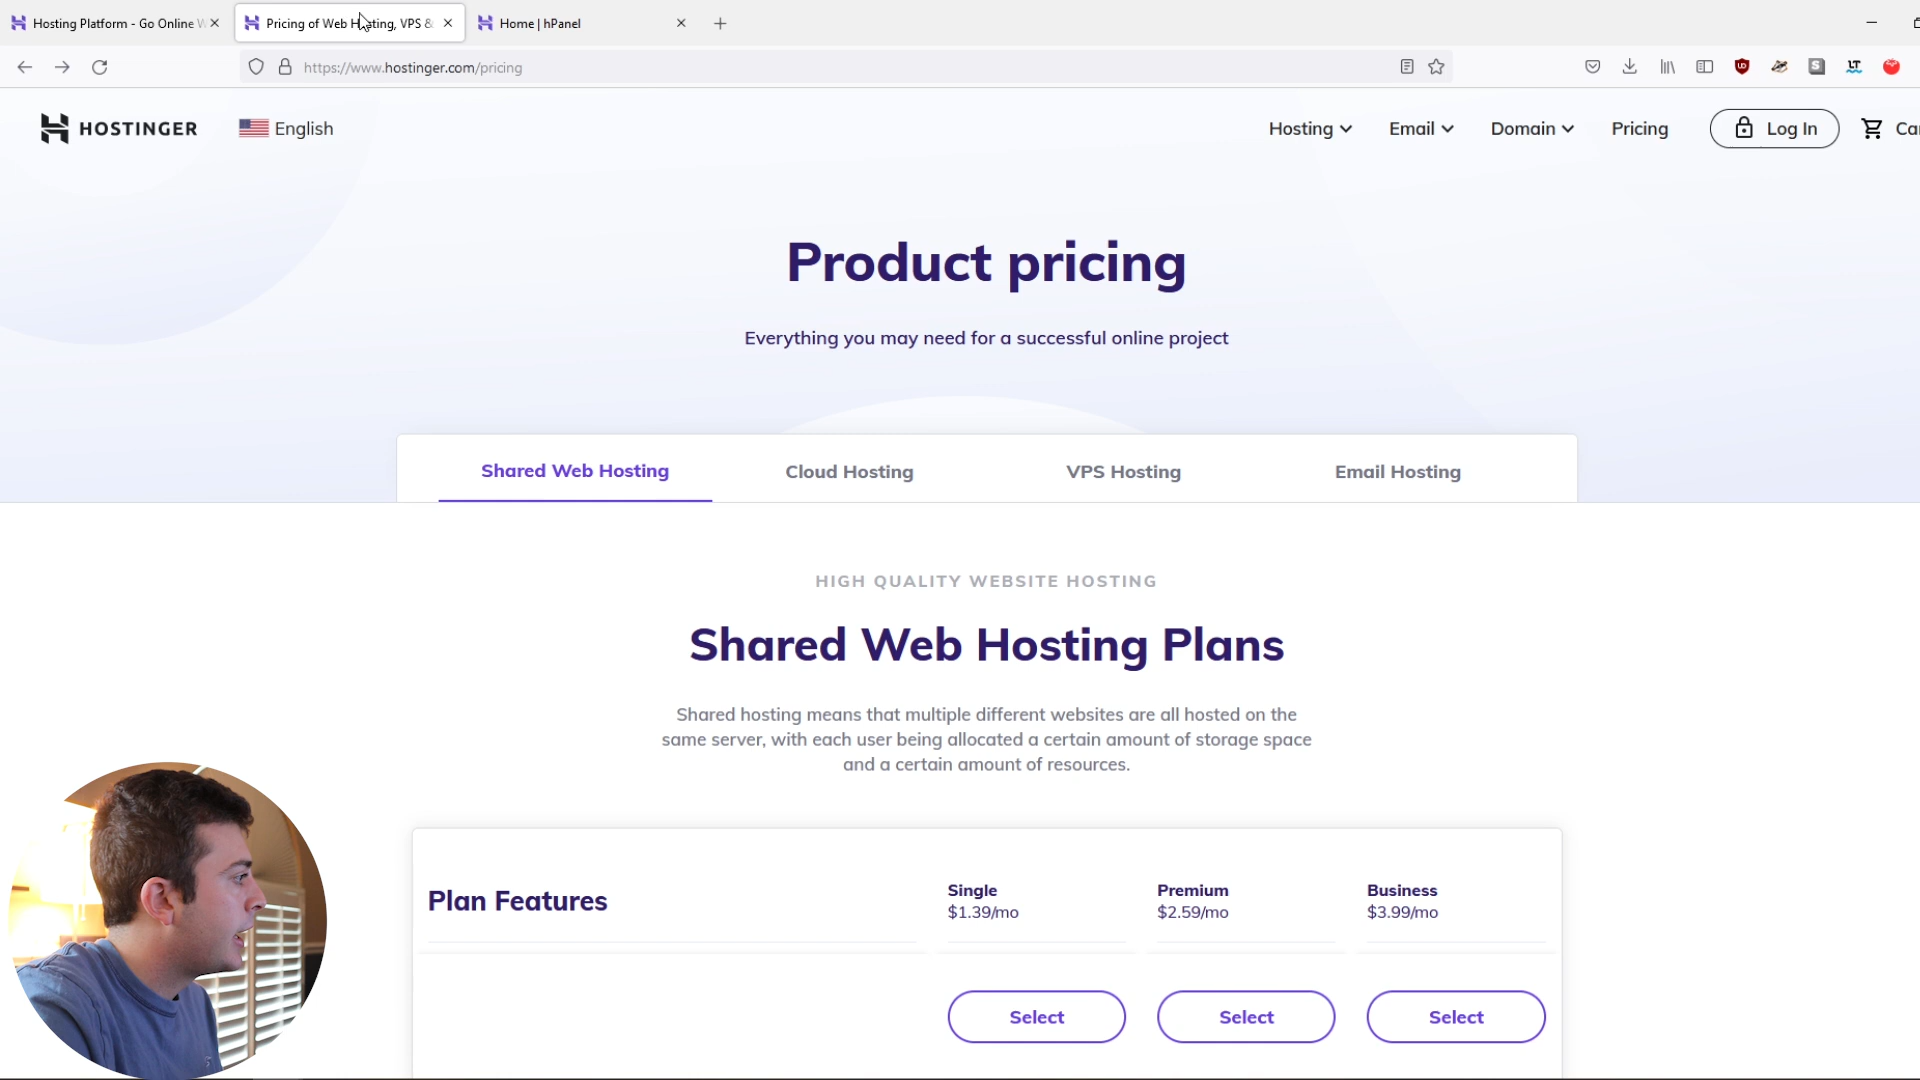 Hosting Platform - Go Online W
Pricing of Web Hosting, VPS &
Home | hPanel
https://www.hostinger.com/pricing
HOSTINGER
English
Hosting
Email
Domain
Pricing
Log In
Product pricing
Everything you may need for a successful online project
Shared Web Hosting
Cloud Hosting
VPS Hosting
Email Hosting
HIGH QUALITY WEBSITE HOSTING
Shared Web Hosting Plans
Shared hosting means that multiple different websites are all hosted on the
same server, with each user being allocated a certain amount of storage space
and a certain amount of resources.
Plan Features
Single
$1.39/mo
Premium
$2.59/mo
Business
$3.99/mo
Select
Select
Select